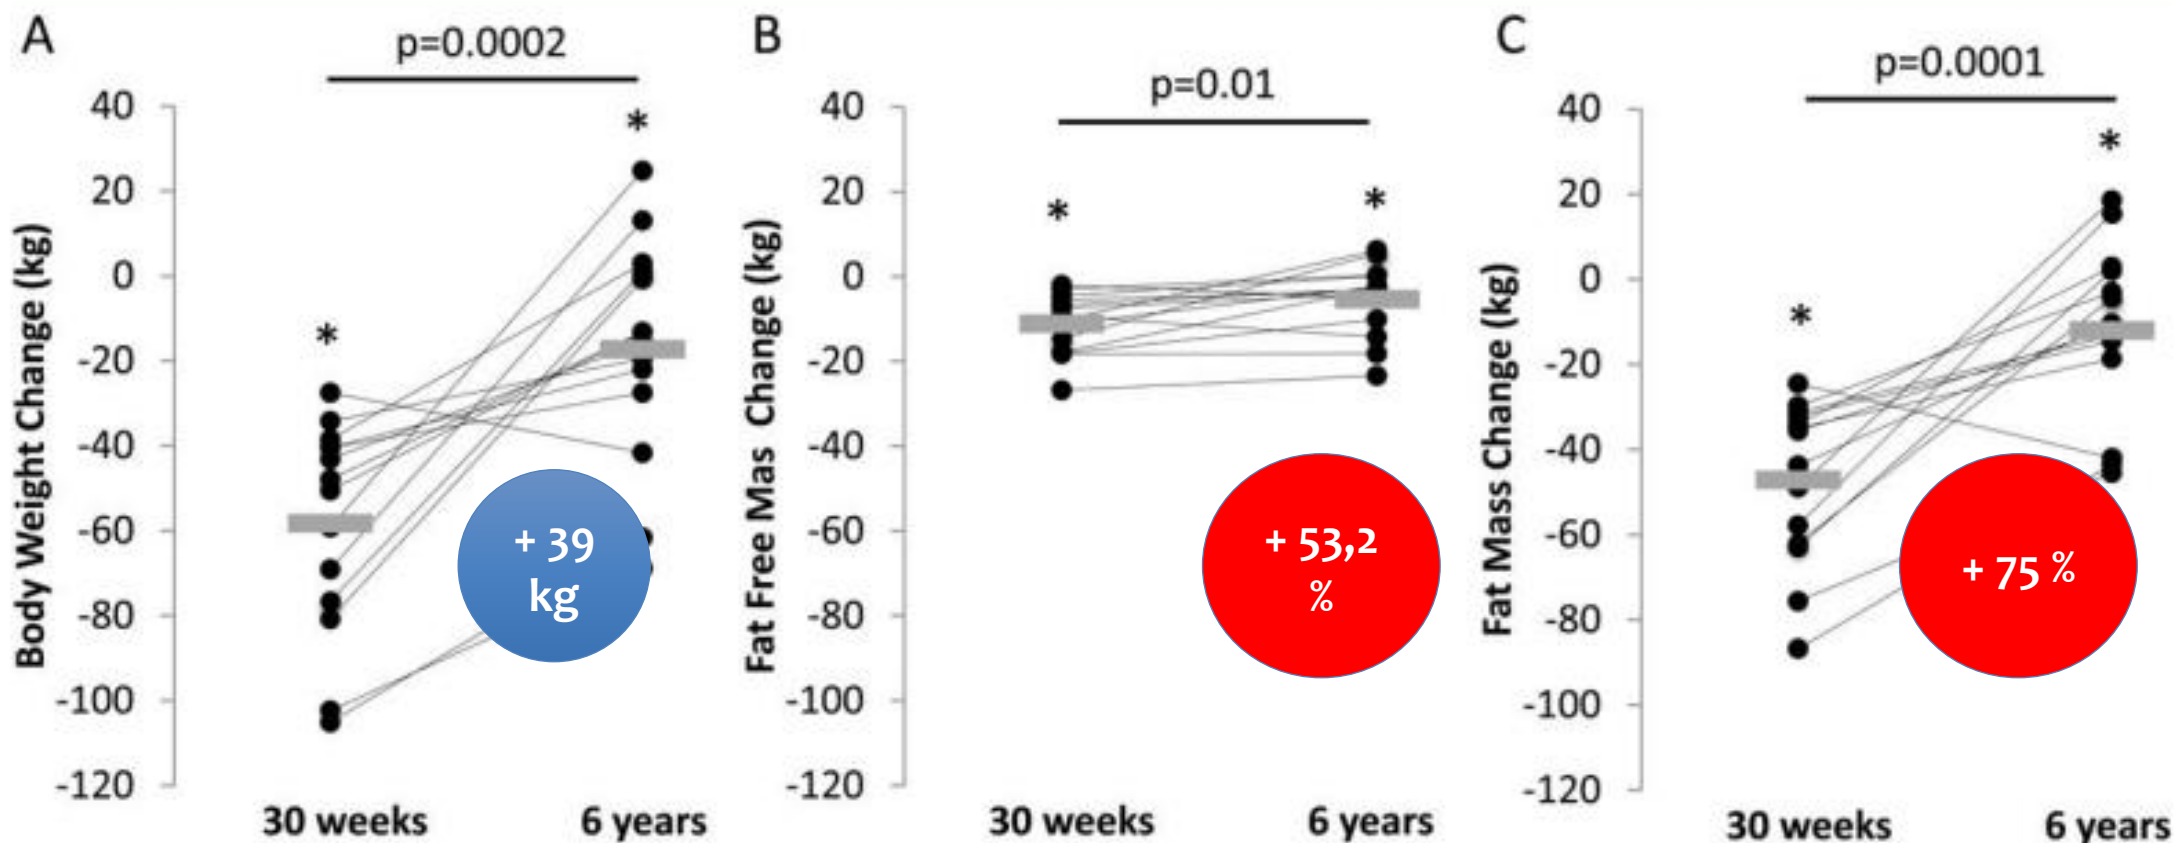 A
p=0.0002
*
*
Body Weight Change (kg)
40
20
0
-20
-40
-60
-80
-100
-120
+ 39
kg
30 weeks
6 years
B
p=0.01
*
*
Fat Free Mas Change (kg)
40
20
0
-20
-40
-60
-80
-100
-120
+ 53,2
%
30 weeks
6 years
C
p=0.0001
*
*
Fat Mass Change (kg)
40
20
0
-20
-40
-60
-80
-100
-120
+ 75 %
30 weeks
6 years